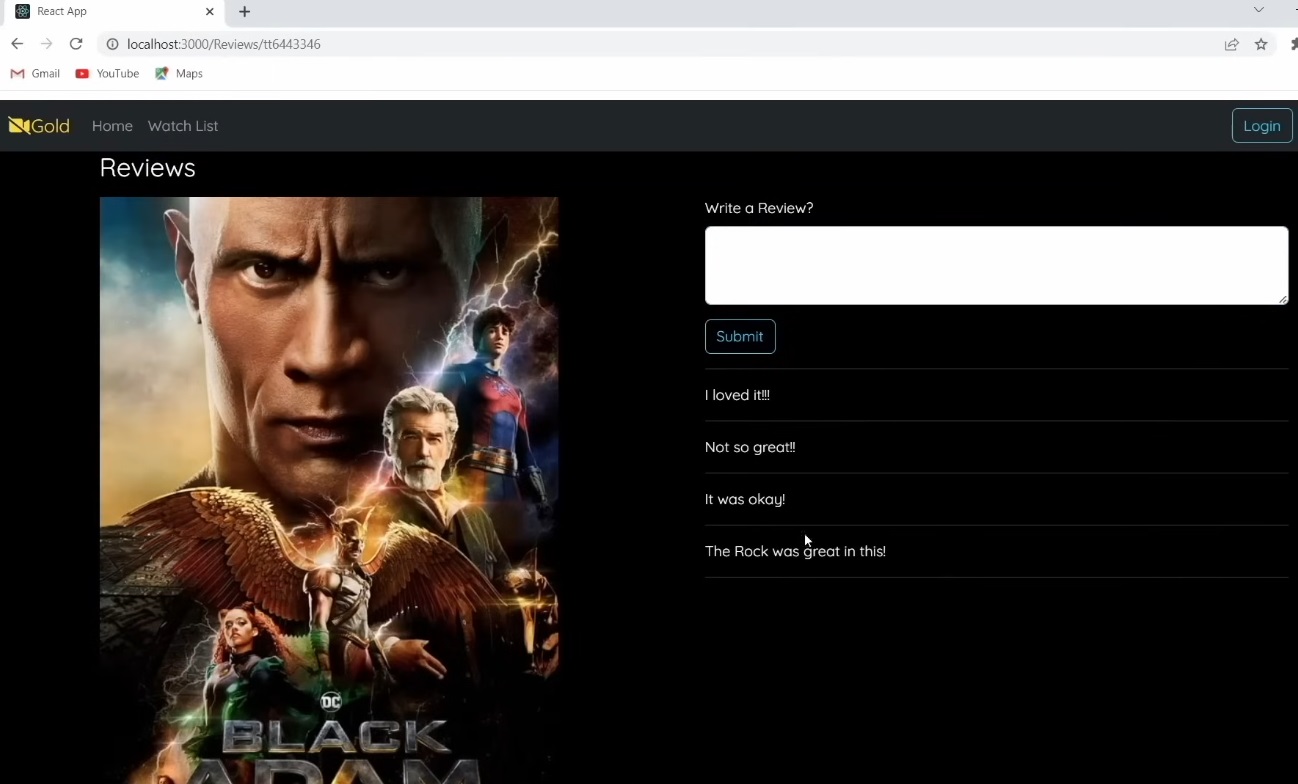 React App
localhost:3000/Reviews/tt6443346
Gmail YouTube Maps
Gold Home Watch List Login
Reviews
Write a Review?
Submit
I loved it!!!
Not so great!!
It was okay!
The Rock was great in this!
DC
BLACK
ADAM